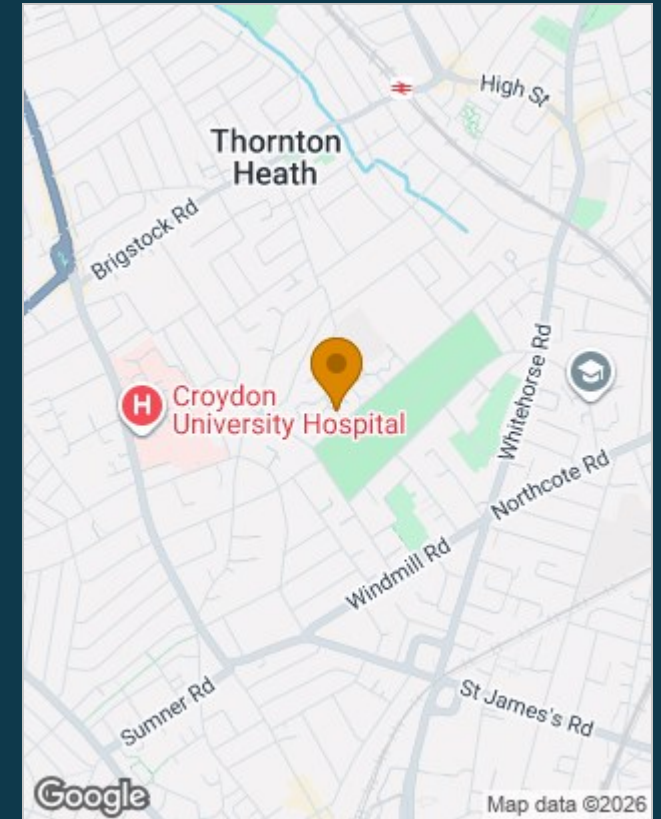 High St
Thornton
Heath
Brigstock Rd
Whitehorse Rd
H
Croydon
University Hospital
Northcote Rd
Windmill Rd
St James's Rd
Sumner Rd
Google
Map data ©2026